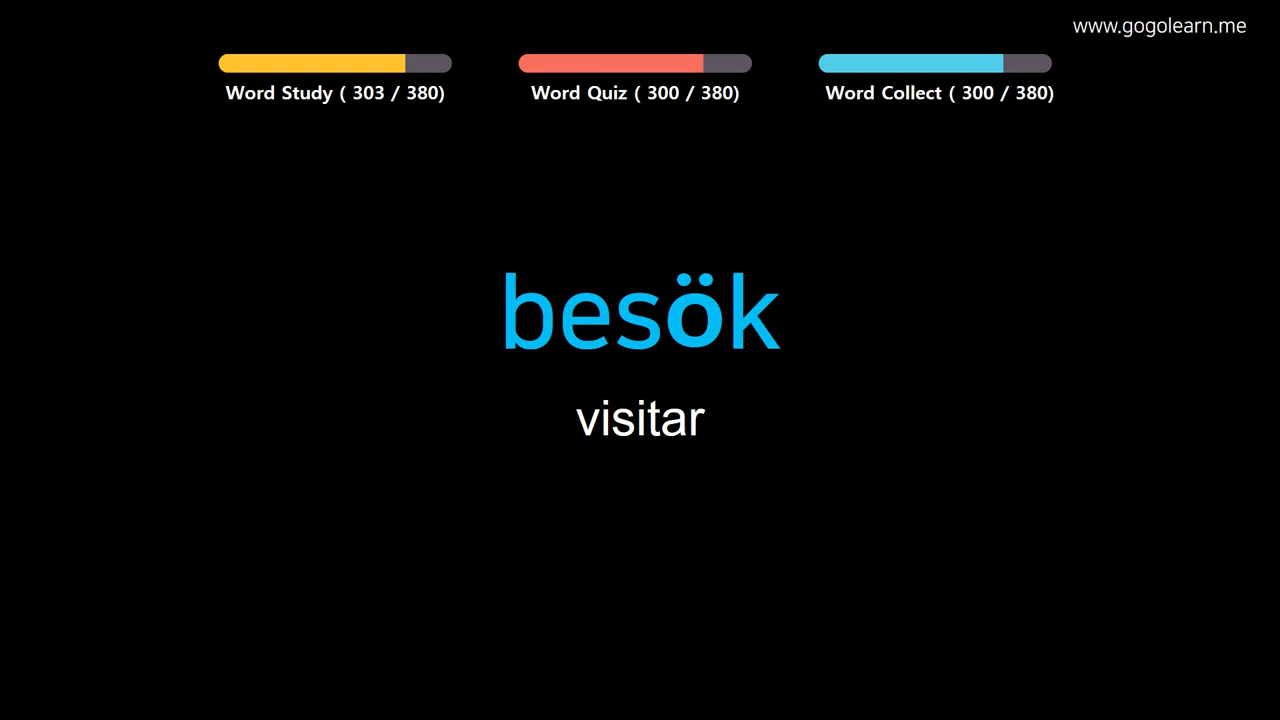 www.gogolearn.me
Word Study ( 303 / 380)
Word Quiz ( 300 / 380)
Word Collect ( 300 / 380)
besök
visitar